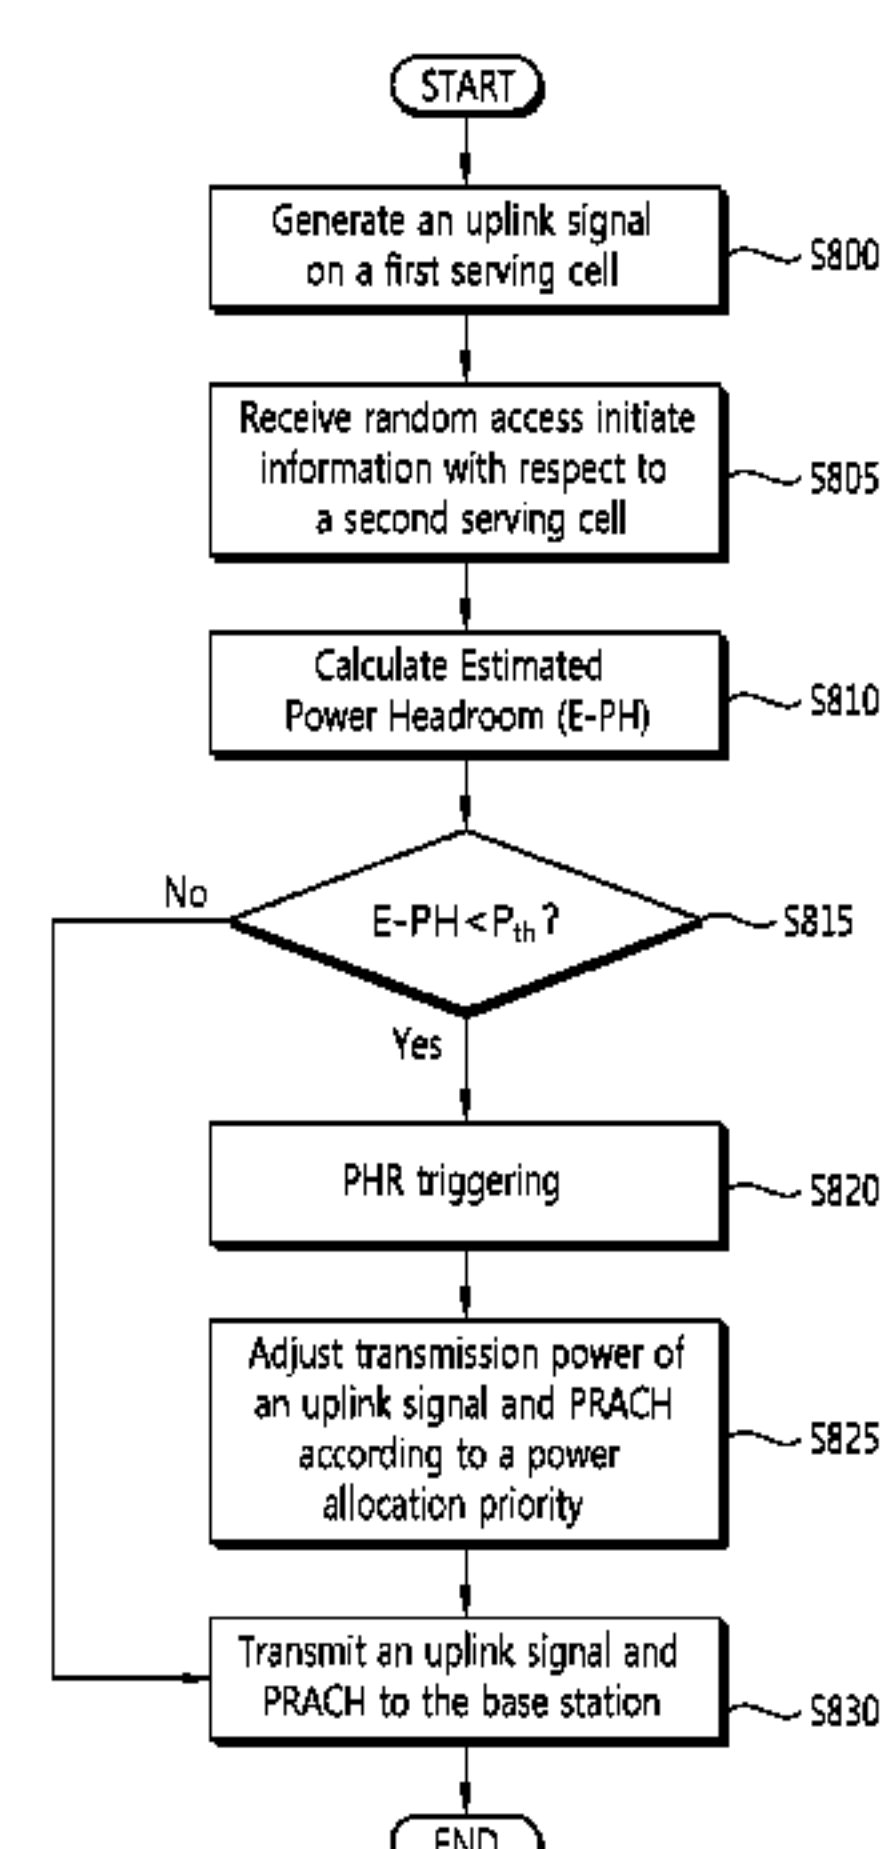 START
Generate an uplink signal
on a first serving cell
S800
Receive random access initiate
information with respect to
a second serving cell
S805
Calculate Estimated
Power Headroom (E-PH)
S810
No
E-PH<Pth?
S815
Yes
PHR triggering
S820
Adjust transmission power of
an uplink signal and PRACH
according to a power
allocation priority
S825
Transmit an uplink signal and
PRACH to the base station
S830
END